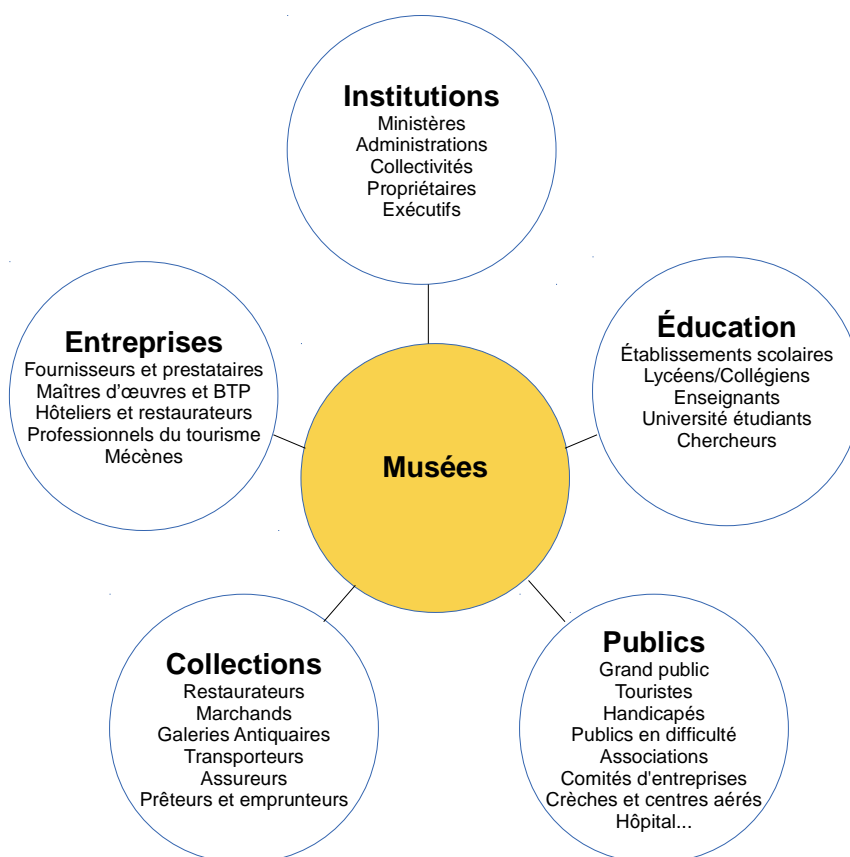 Institutions
Ministères
Administrations
Collectivités
Propriétaires
Exécutifs
Entreprises
Fournisseurs et prestataires
Maîtres d'œuvres et BTP
Hôteliers et restaurateurs
Professionnels du tourisme
Mécènes
Éducation
Établissements scolaires
Lycéens/Collégiens
Enseignants
Université étudiants
Chercheurs
Musées
Collections
Restaurateurs
Marchands
Galeries Antiquaires
Transporteurs
Assureurs
Prêteurs et emprunteurs
Publics
Grand public
Touristes
Handicapés
Publics en difficulté
Associations
Comités d'entreprises
Crèches et centres aérés
Hôpital...